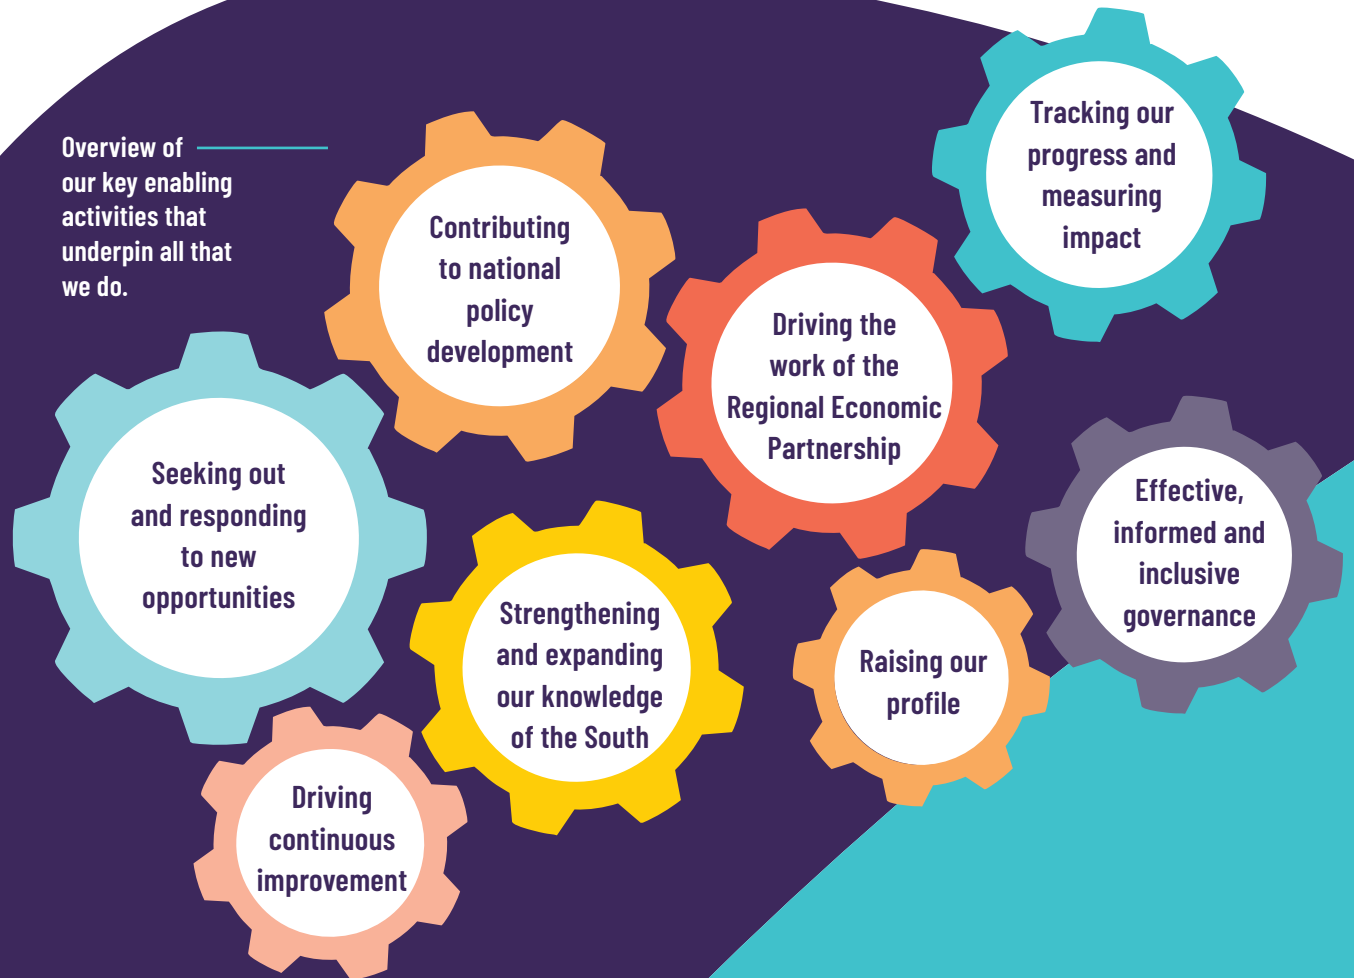 Overview of
our key enabling
activities that
underpin all that
we do.
Contributing
to national
policy
development
Tracking our
progress and
measuring
impact
Driving the
work of the
Regional Economic
Partnership
Seeking out
and responding
to new
opportunities
Strengthening
and expanding
our knowledge
of the South
Effective,
informed and
inclusive
governance
Raising our
profile
Driving
continuous
improvement